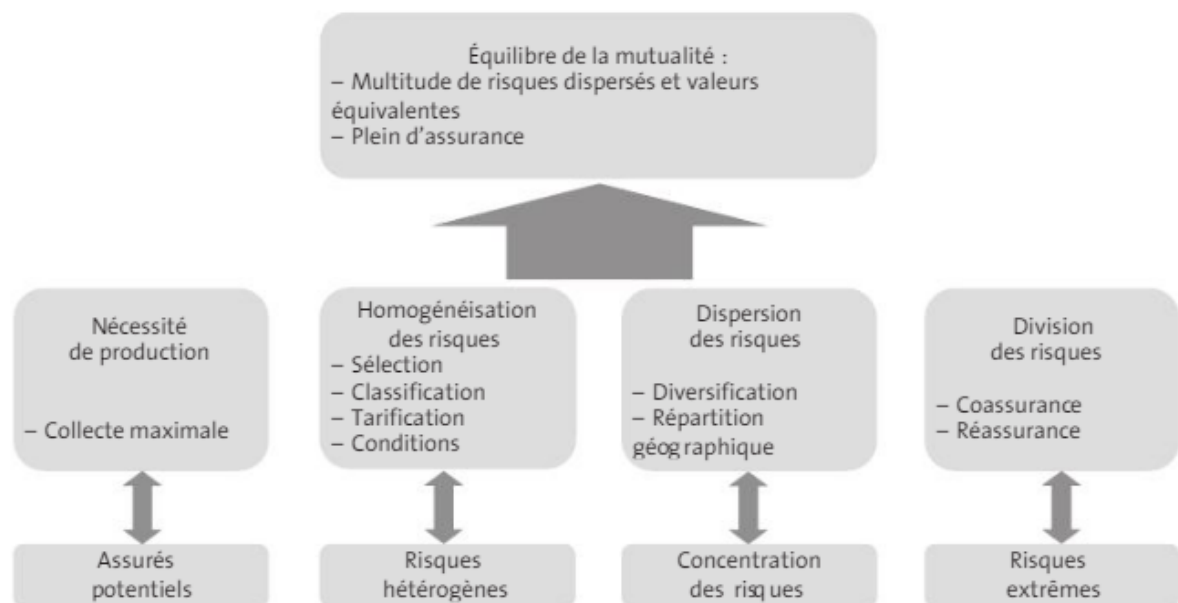 Équilibre de la mutualité :
– Multitude de risques dispersés et valeurs
équivalentes
– Plein d’assurance
Nécessité
de production
– Collecte maximale
Homogénéisation
des risques
– Sélection
– Classification
– Tarification
– Conditions
Dispersion
des risques
– Diversification
– Répartition
géographique
Division
des risques
– Coassurance
– Réassurance
Assurés
potentiels
Risques
hétérogènes
Concentration
des risques
Risques
extrêmes